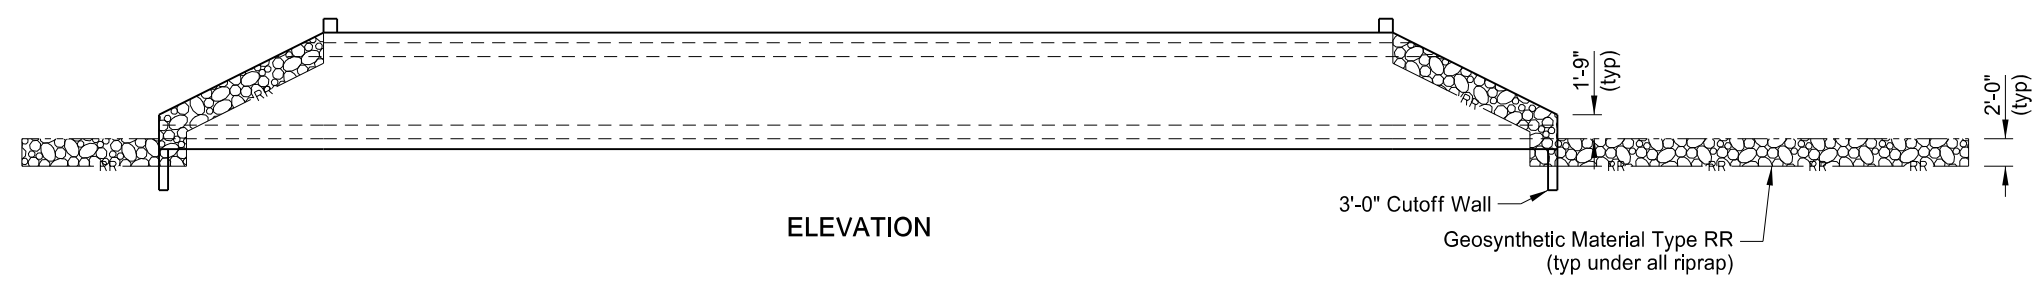 1'-9"
(typ)
2'-0"
(typ)
RR
RR
RR
RR
RR
RR
RR
3'-0" Cutoff Wall
ELEVATION
Geosynthetic Material Type RR
(typ under all riprap)